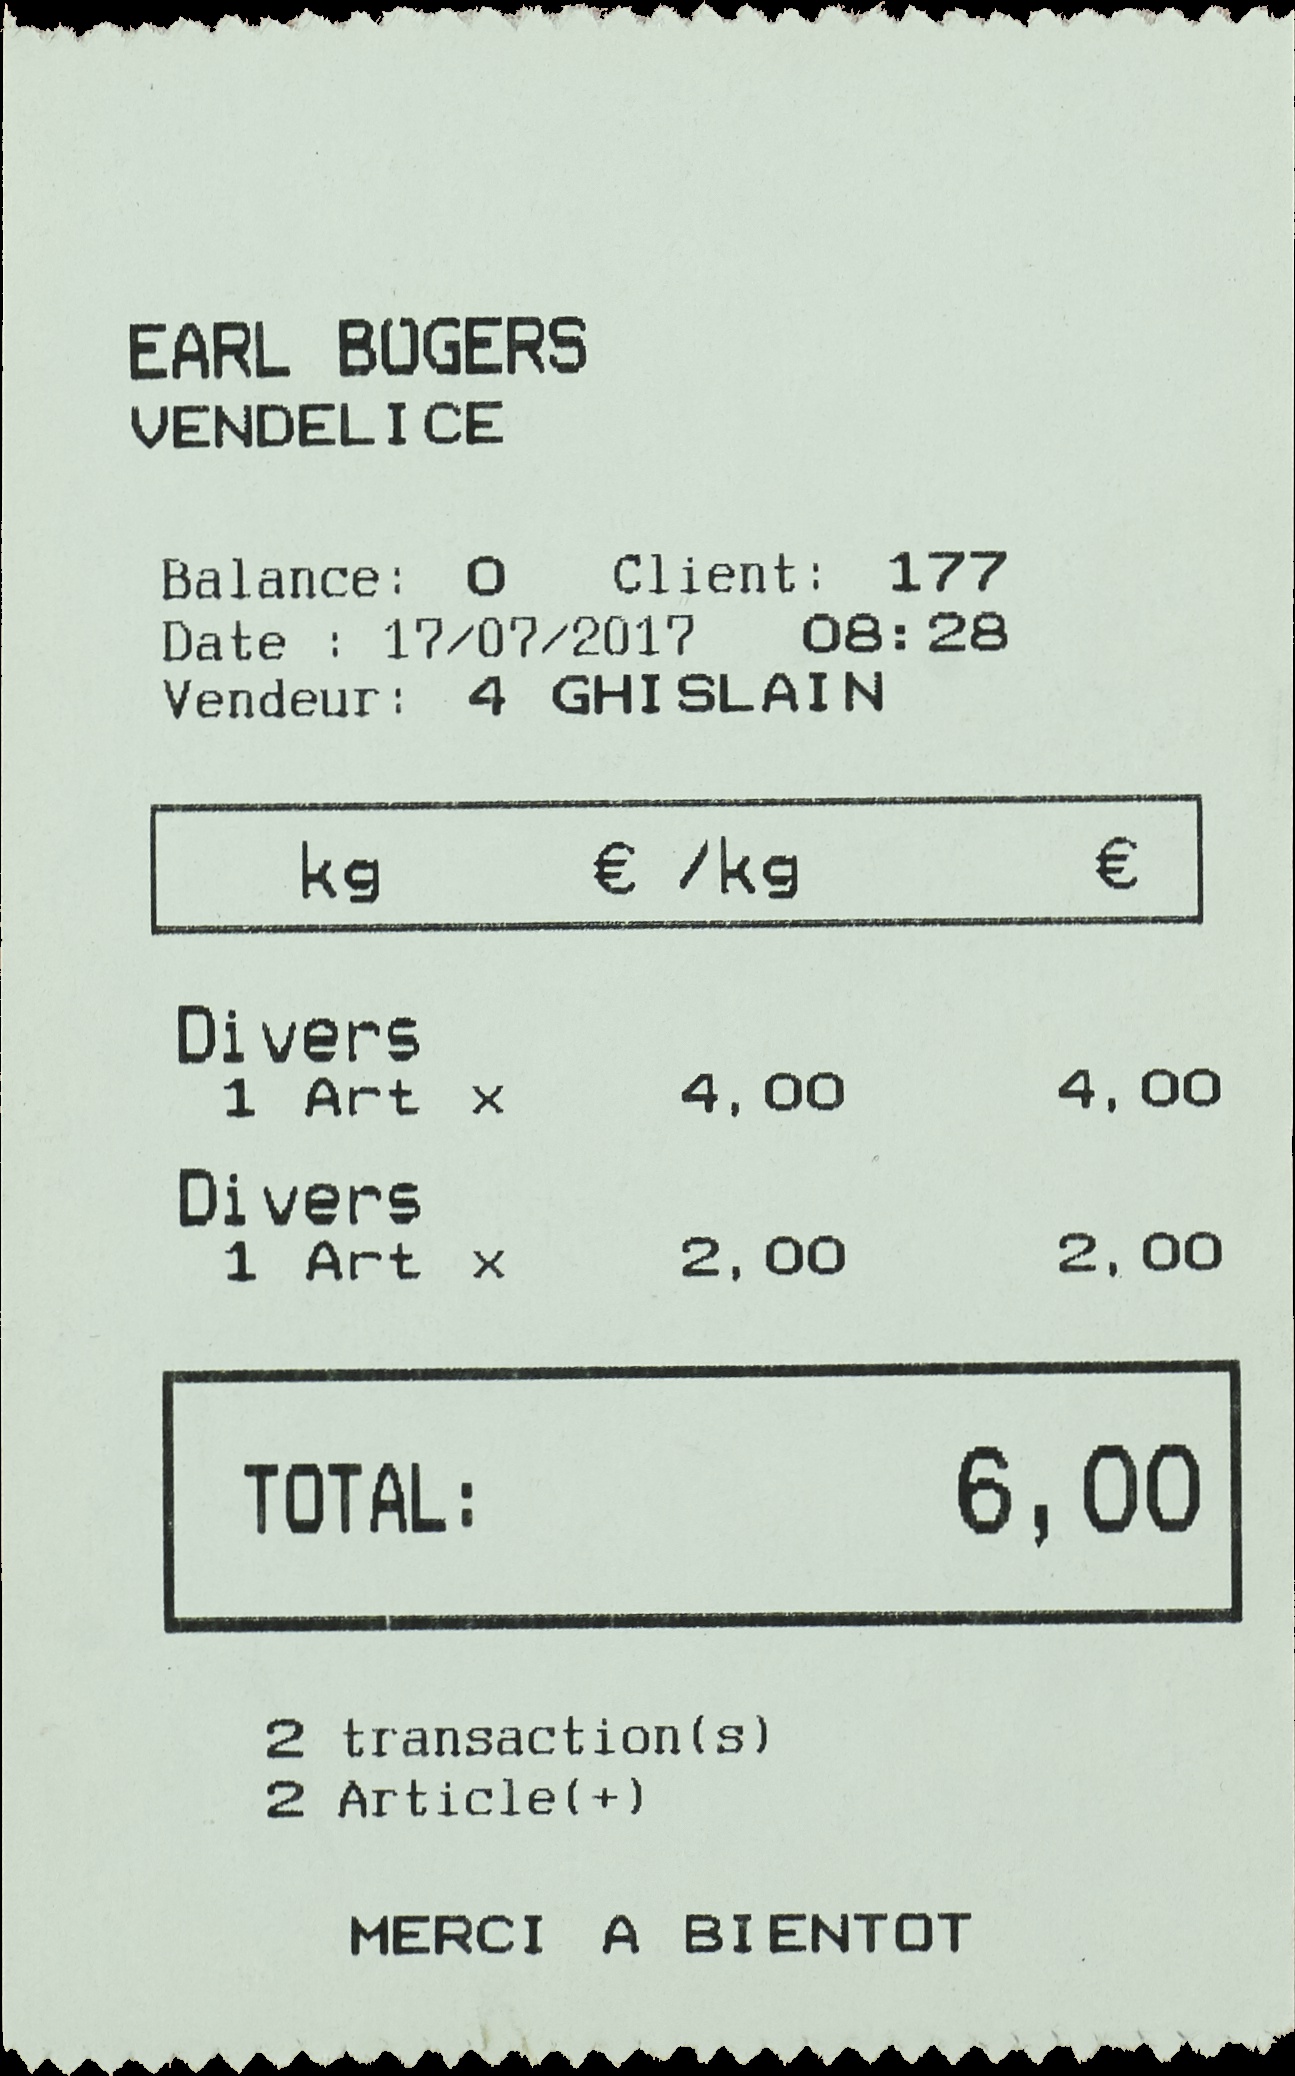 EARL BOGERS
VENDELICE
Balance: 0 Client: 177
Date : 17/07/2017 08:28
Vendeur: 4 GHISLAIN
kg € /kg €
Divers
1 Art x 4,00 4,00
Divers
1 Art x 2,00 2,00
TOTAL: 6,00
2 transaction(s)
2 Article(+)
MERCI A BIENTOT